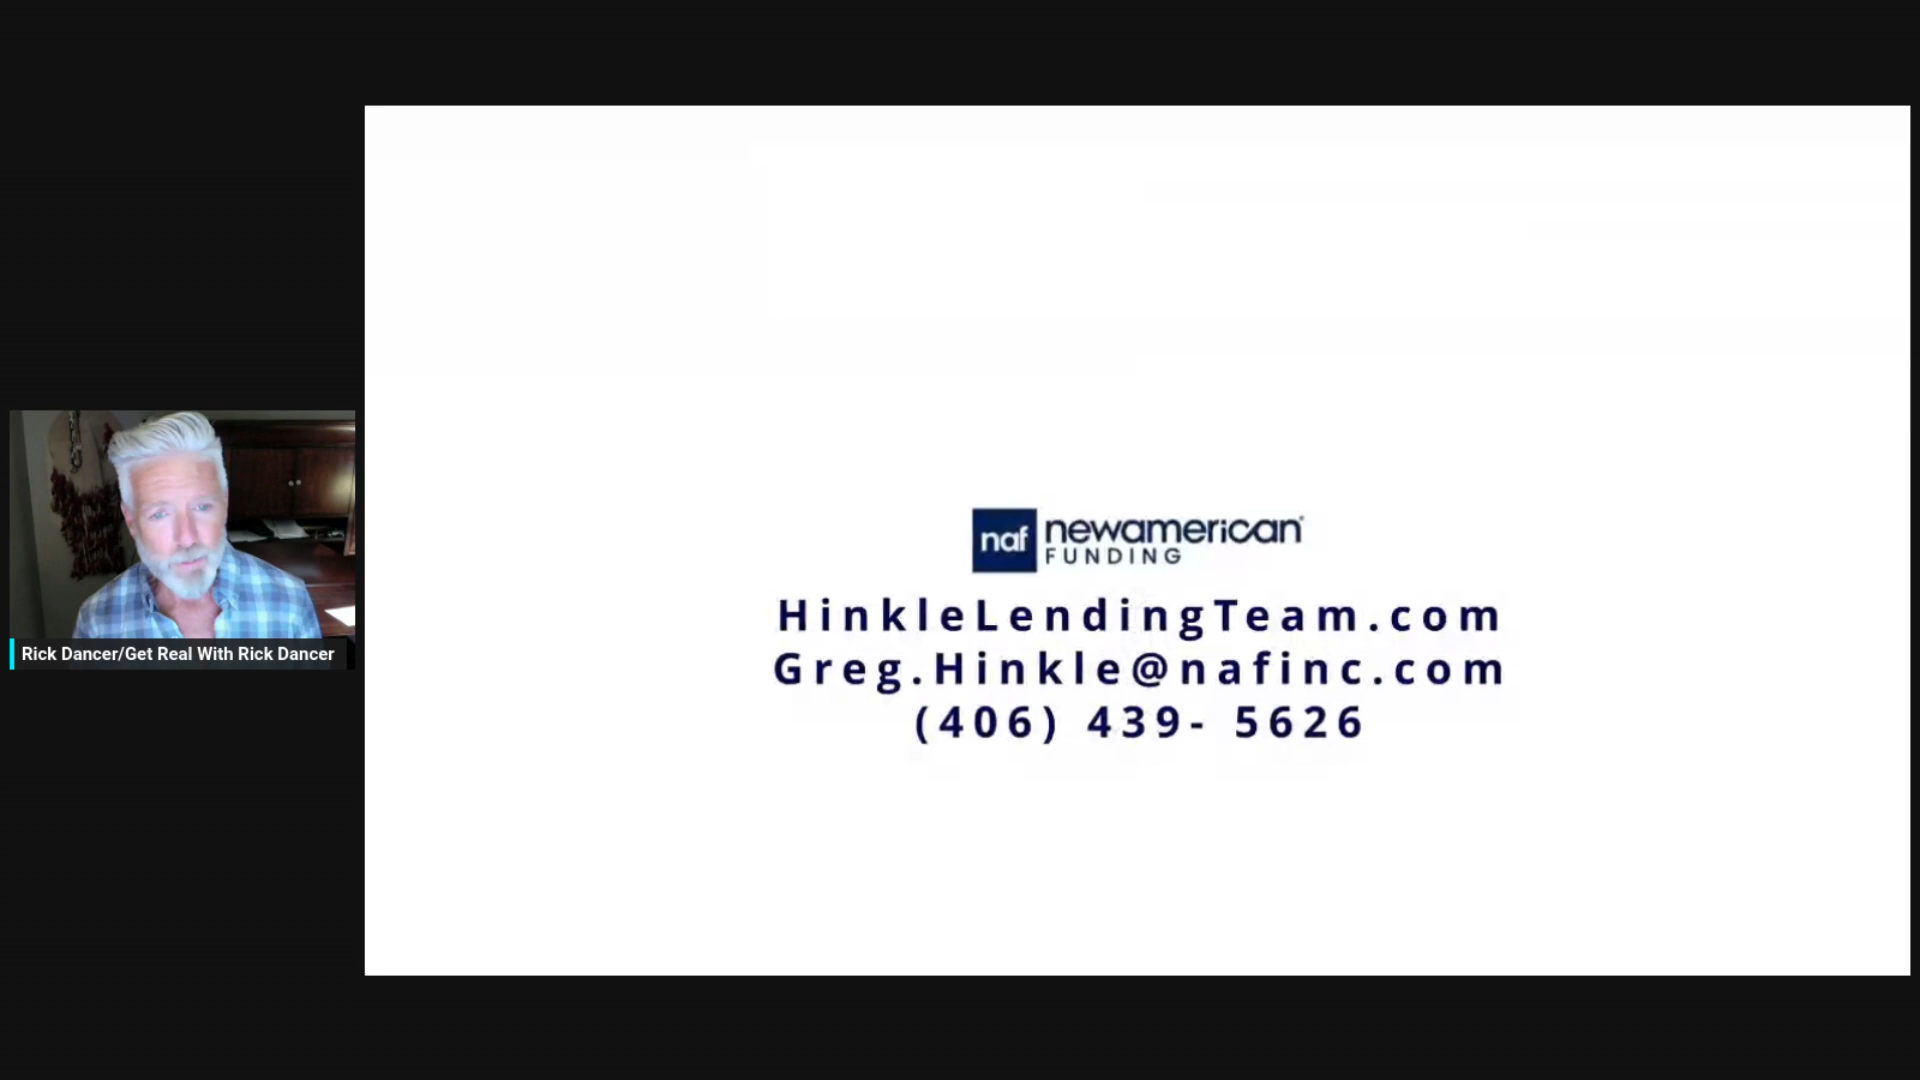 naf newamerican
FUNDING
HinkleLendingTeam.com
Greg.Hinkle@nafinc.com
(406) 439- 5626
Rick Dancer/Get Real With Rick Dancer